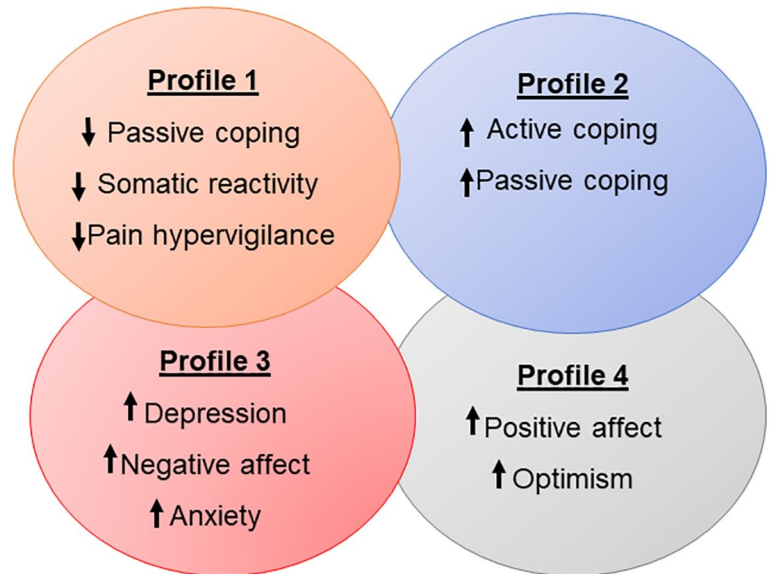 Profile 1
↓ Passive coping
↓ Somatic reactivity
↓Pain hypervigilance
Profile 2
↑ Active coping
↑Passive coping
Profile 3
↑Depression
↑Negative affect
↑Anxiety
Profile 4
↑Positive affect
↑ Optimism